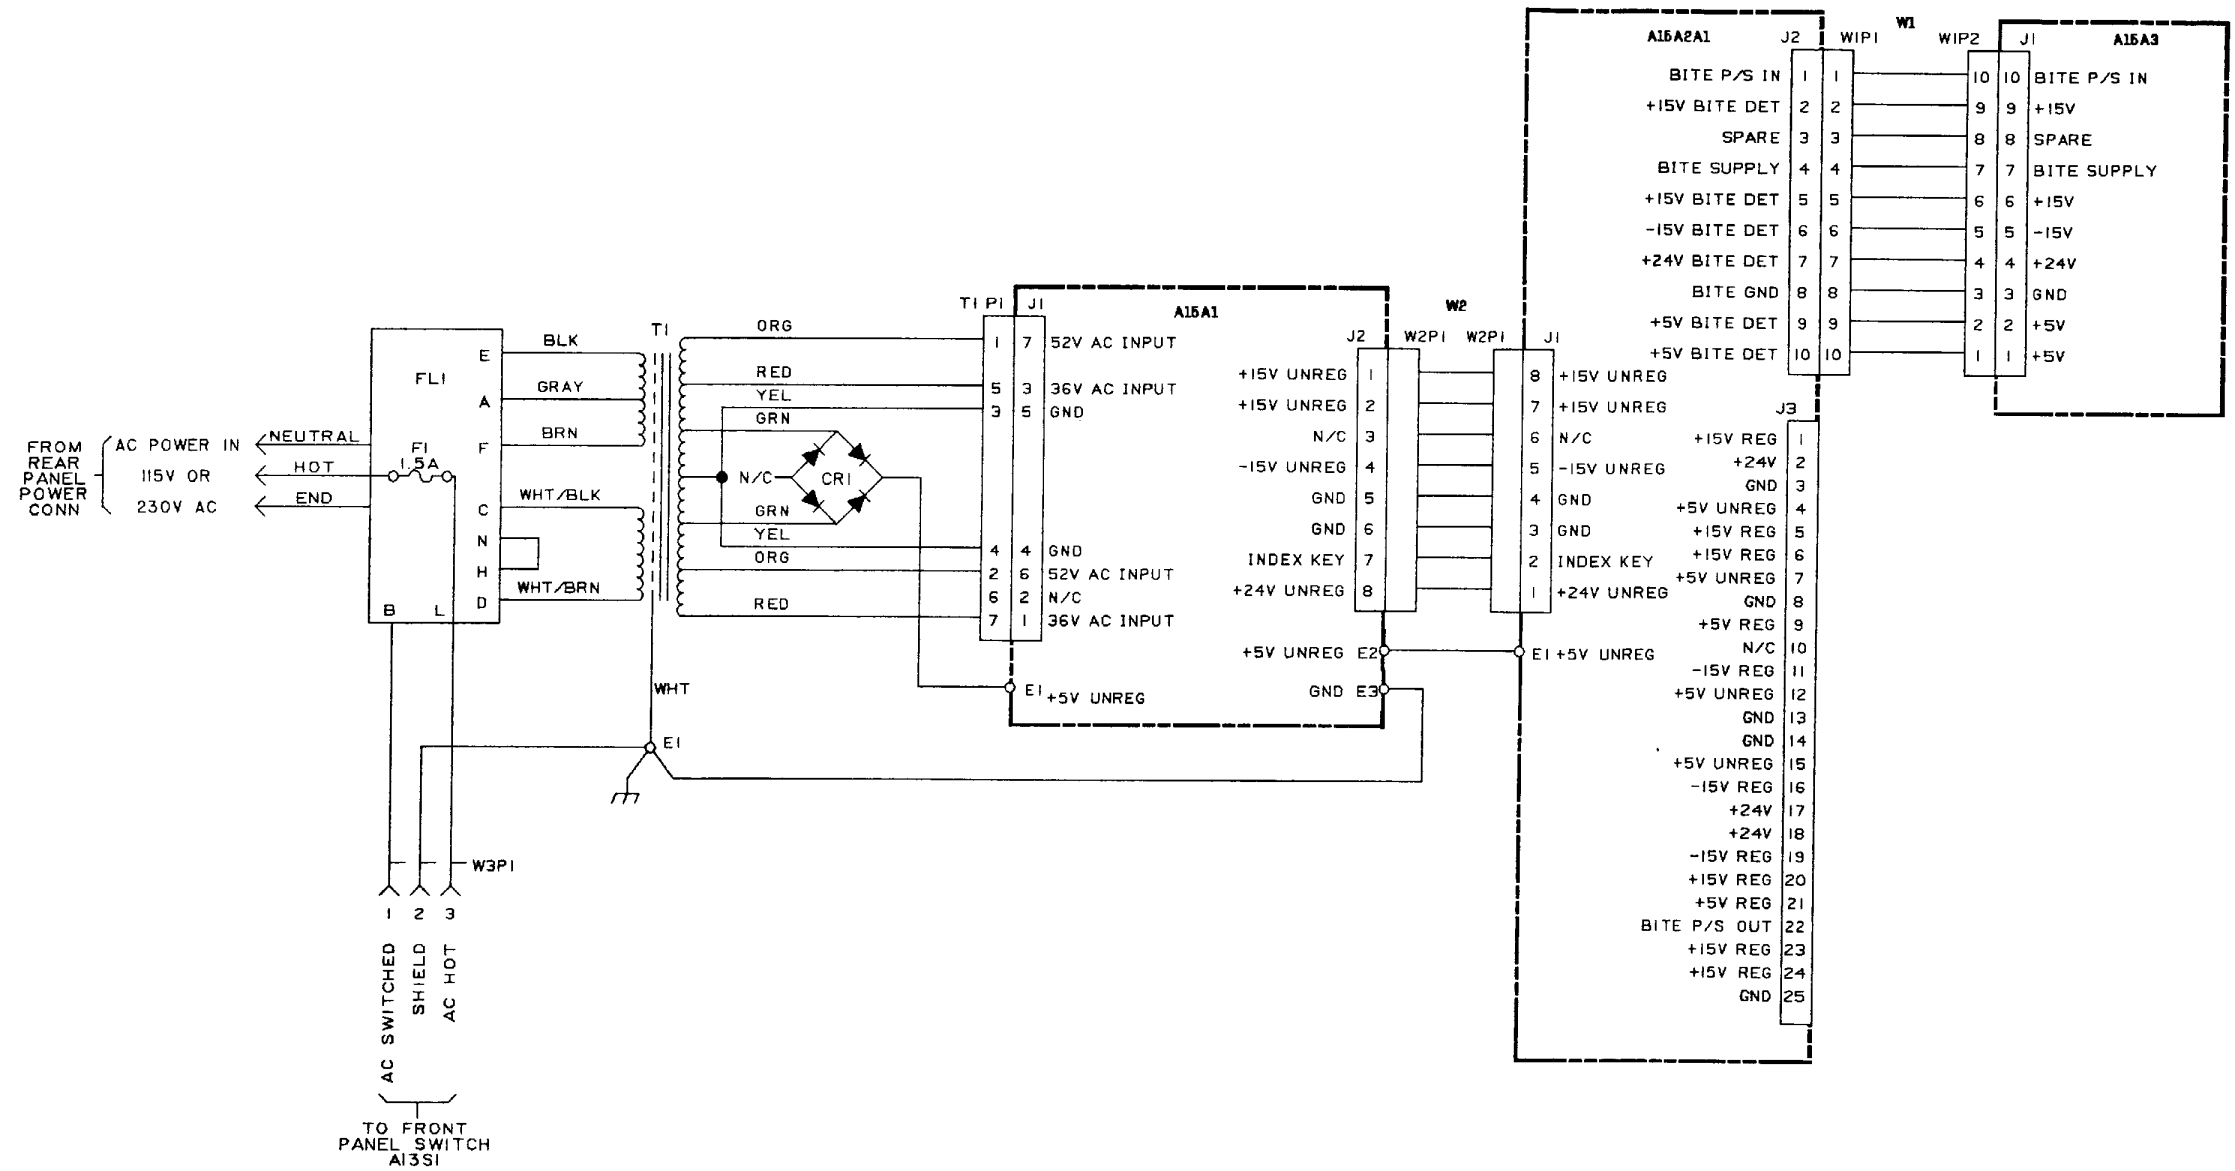 FROM
REAR
PANEL
POWER
CONN
AC POWER IN
115V OR
230V AC
NEUTRAL
HOT
END
FL1
F1
1.5A
E
A
F
C
N
H
D
B
L
BLK
GRAY
BRN
WHT/BLK
WHT/BRN
T1
WHT
E1
W3P1
1 2 3
AC SWITCHED
SHIELD
AC HOT
TO FRONT
PANEL SWITCH
A13S1
ORG
RED
YEL
GRN
N/C
CR1
GRN
YEL
ORG
RED
T1 P1 J1
A15A1
1 7 52V AC INPUT
5 3 36V AC INPUT
3 5 GND
4 4 GND
2 6 52V AC INPUT
6 2 N/C
7 1 36V AC INPUT
E1 +5V UNREG
J2 W2P1
+15V UNREG 1
+15V UNREG 2
N/C 3
-15V UNREG 4
GND 5
GND 6
INDEX KEY 7
+24V UNREG 8
+5V UNREG E2
GND E3
W2
W2P1 J1
8 +15V UNREG
7 +15V UNREG
6 N/C
5 -15V UNREG
4 GND
3 GND
2 INDEX KEY
1 +24V UNREG
E1 +5V UNREG
A15A2A1
J2 W1P1
BITE P/S IN 1 1
+15V BITE DET 2 2
SPARE 3 3
BITE SUPPLY 4 4
+15V BITE DET 5 5
-15V BITE DET 6 6
+24V BITE DET 7 7
BITE GND 8 8
+5V BITE DET 9 9
+5V BITE DET 10 10
J3
+15V REG 1
+24V 2
GND 3
+5V UNREG 4
+15V REG 5
+15V REG 6
+5V UNREG 7
GND 8
+5V REG 9
N/C 10
-15V REG 11
+5V UNREG 12
GND 13
GND 14
+5V UNREG 15
-15V REG 16
+24V 17
+24V 18
-15V REG 19
+15V REG 20
+5V REG 21
BITE P/S OUT 22
+15V REG 23
+15V REG 24
GND 25
W1
W1P2 J1
A15A3
10 10 BITE P/S IN
9 9 +15V
8 8 SPARE
7 7 BITE SUPPLY
6 6 +15V
5 5 -15V
4 4 +24V
3 3 GND
2 2 +5V
1 1 +5V